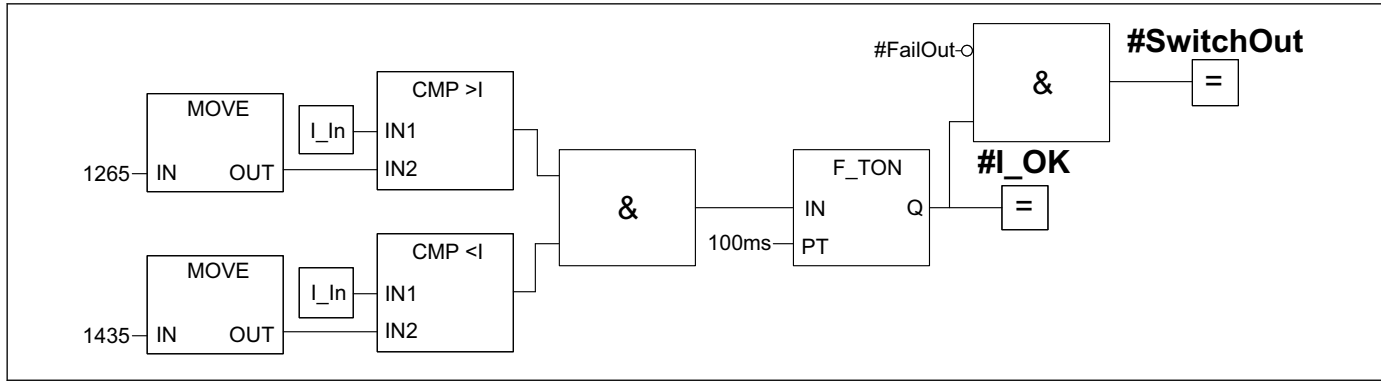 #SwitchOut
#FailOut
&
=
CMP >I
MOVE
I_In
IN1
1265
IN
OUT
IN2
#I_OK
F_TON
&
IN
Q
=
100ms
PT
CMP <I
MOVE
I_In
IN1
1435
IN
OUT
IN2